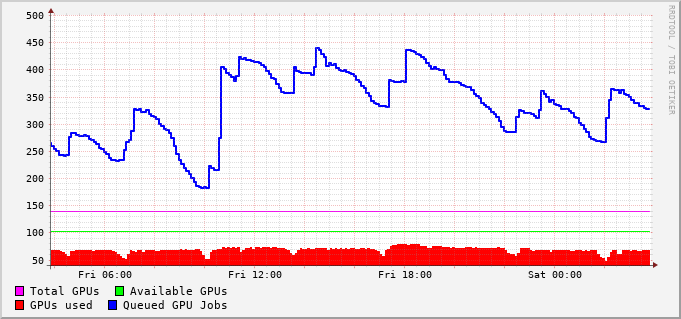 500
450
400
350
300
250
200
150
100
50
Fri 06:00 Fri 12:00 Fri 18:00 Sat 00:00
Total GPUs Available GPUs
GPUs used Queued GPU Jobs
RRDTOOL / TOBI OETIKER